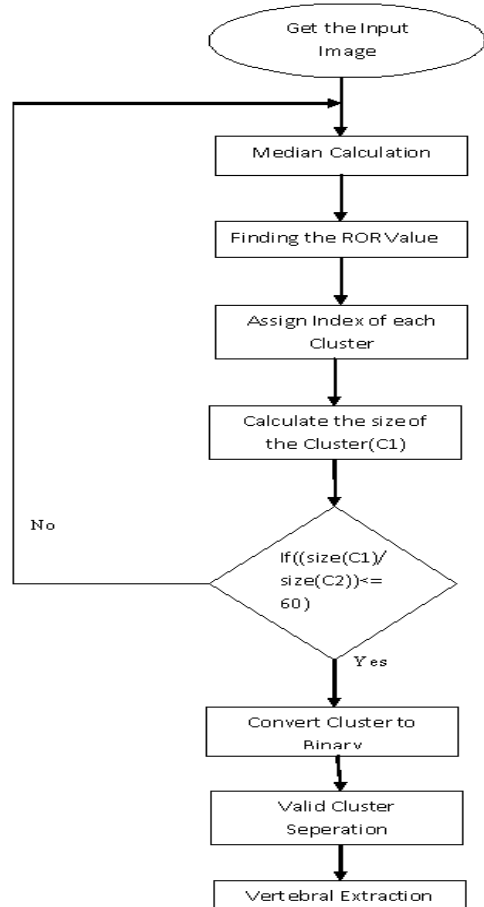 Get the Input
Image
Median Calculation
Finding the ROR Value
Assign Index of each
Cluster
Calculate the size of
the Cluster(C1)
No
If((size(C1)/
size(C2))<=
60)
Yes
Convert Cluster to
Binary
Valid Cluster
Seperation
Vertebral Extraction